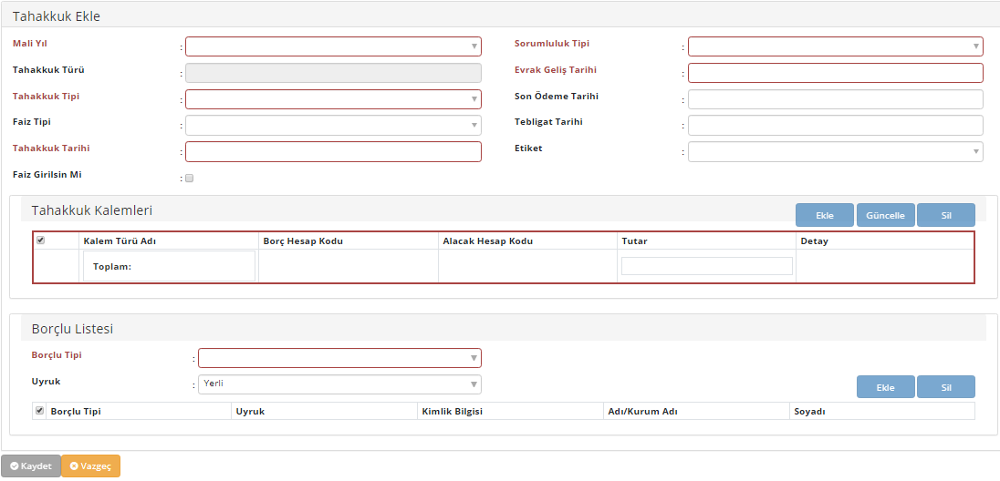 Tahakkuk Ekle
Mali Yıl :
Sorumluluk Tipi :
Tahakkuk Türü :
Evrak Geliş Tarihi :
Tahakkuk Tipi :
Son Ödeme Tarihi :
Faiz Tipi :
Tebligat Tarihi :
Tahakkuk Tarihi :
Etiket :
Faiz Girilsin Mi :
Tahakkuk Kalemleri
Ekle Güncelle Sil
Kalem Türü Adı Borç Hesap Kodu Alacak Hesap Kodu Tutar Detay
Toplam:
Borçlu Listesi
Borçlu Tipi :
Uyruk : Yerli
Ekle Sil
Borçlu Tipi Uyruk Kimlik Bilgisi Adı/Kurum Adı Soyadı
Kaydet Vazgeç